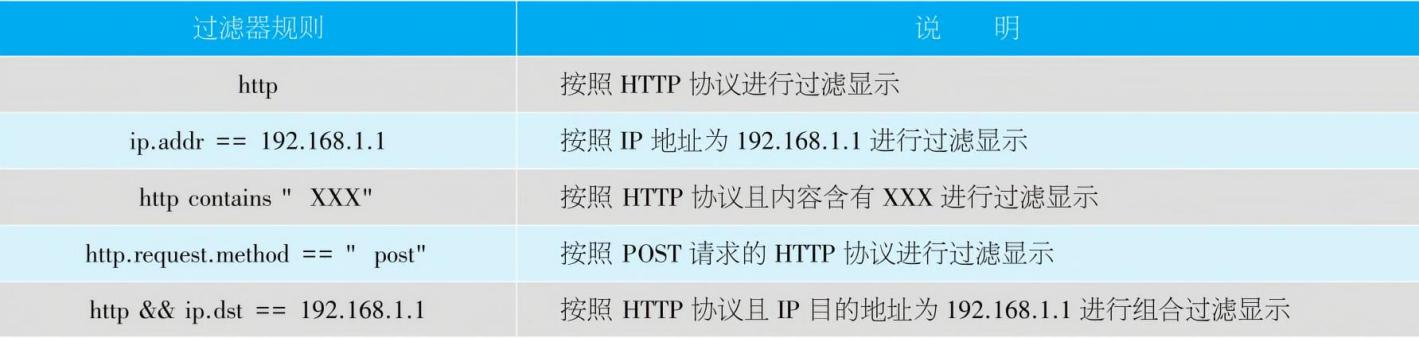 过滤器规则 说 明
http 按照 HTTP 协议进行过滤显示
ip.addr == 192.168.1.1 按照 IP 地址为 192.168.1.1 进行过滤显示
http contains " XXX" 按照 HTTP 协议且内容含有 XXX 进行过滤显示
http.request.method == " post" 按照 POST 请求的 HTTP 协议进行过滤显示
http && ip.dst == 192.168.1.1 按照 HTTP 协议且 IP 目的地址为 192.168.1.1 进行组合过滤显示